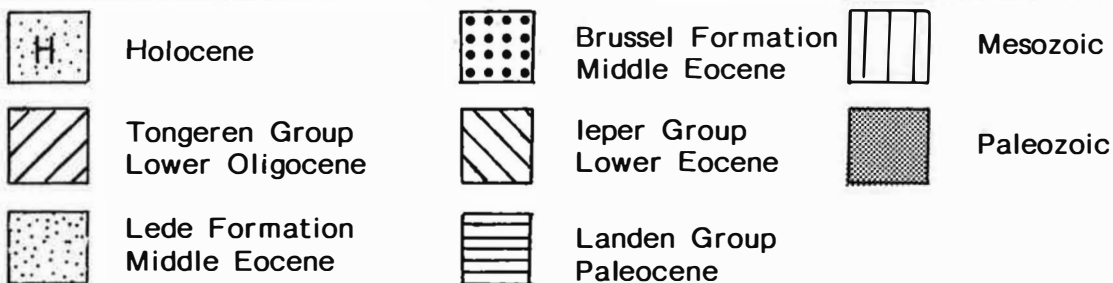 H Holocene
Tongeren Group
Lower Oligocene
Lede Formation
Middle Eocene
Brussel Formation
Middle Eocene
Ieper Group
Lower Eocene
Landen Group
Paleocene
Mesozoic
Paleozoic